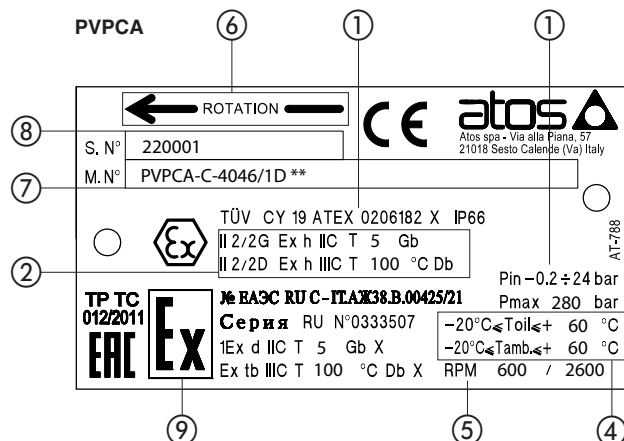 PVPCA
⑥ ① ①
ROTATION
CE
atos
Atos spa - Via alla Piana, 57
21018 Sesto Calende (Va) Italy
⑧ S. N° 220001
⑦ M. N° PVPCA-C-4046/1D **
Ex
TÜV CY 19 ATEX 0206182 X IP66
② II 2/2G Ex h IIC T 5 Gb
II 2/2D Ex h IIIC T 100 °C Db
AT-788
Pin -0.2 ÷ 24 bar
Pmax 280 bar
TP TC
012/2011
EAC
Ex
№ ЕАЭС RU С-IT.АЖ38.В.00425/21
Серия RU N°0333507
1Ex d IIC T 5 Gb X
Ex tb IIIC T 100 °C Db X
-20°C≤Toil≤+ 60 °C
-20°C≤Tamb.≤+ 60 °C
RPM 600 / 2600
⑨ ⑤ ④